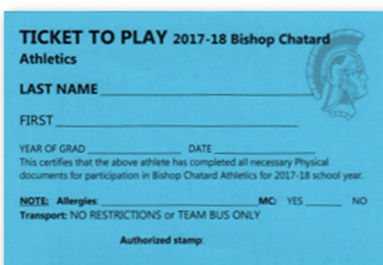 TICKET TO PLAY 2017-18 Bishop Chatard
Athletics
LAST NAME
FIRST
YEAR OF GRAD DATE
This certifies that the above athlete has completed all necessary Physical
documents for participation in Bishop Chatard Athletics for 2017-18 school year.
NOTE: Allergies: MC: YES NO
Transport: NO RESTRICTIONS or TEAM BUS ONLY
Authorized stamp: